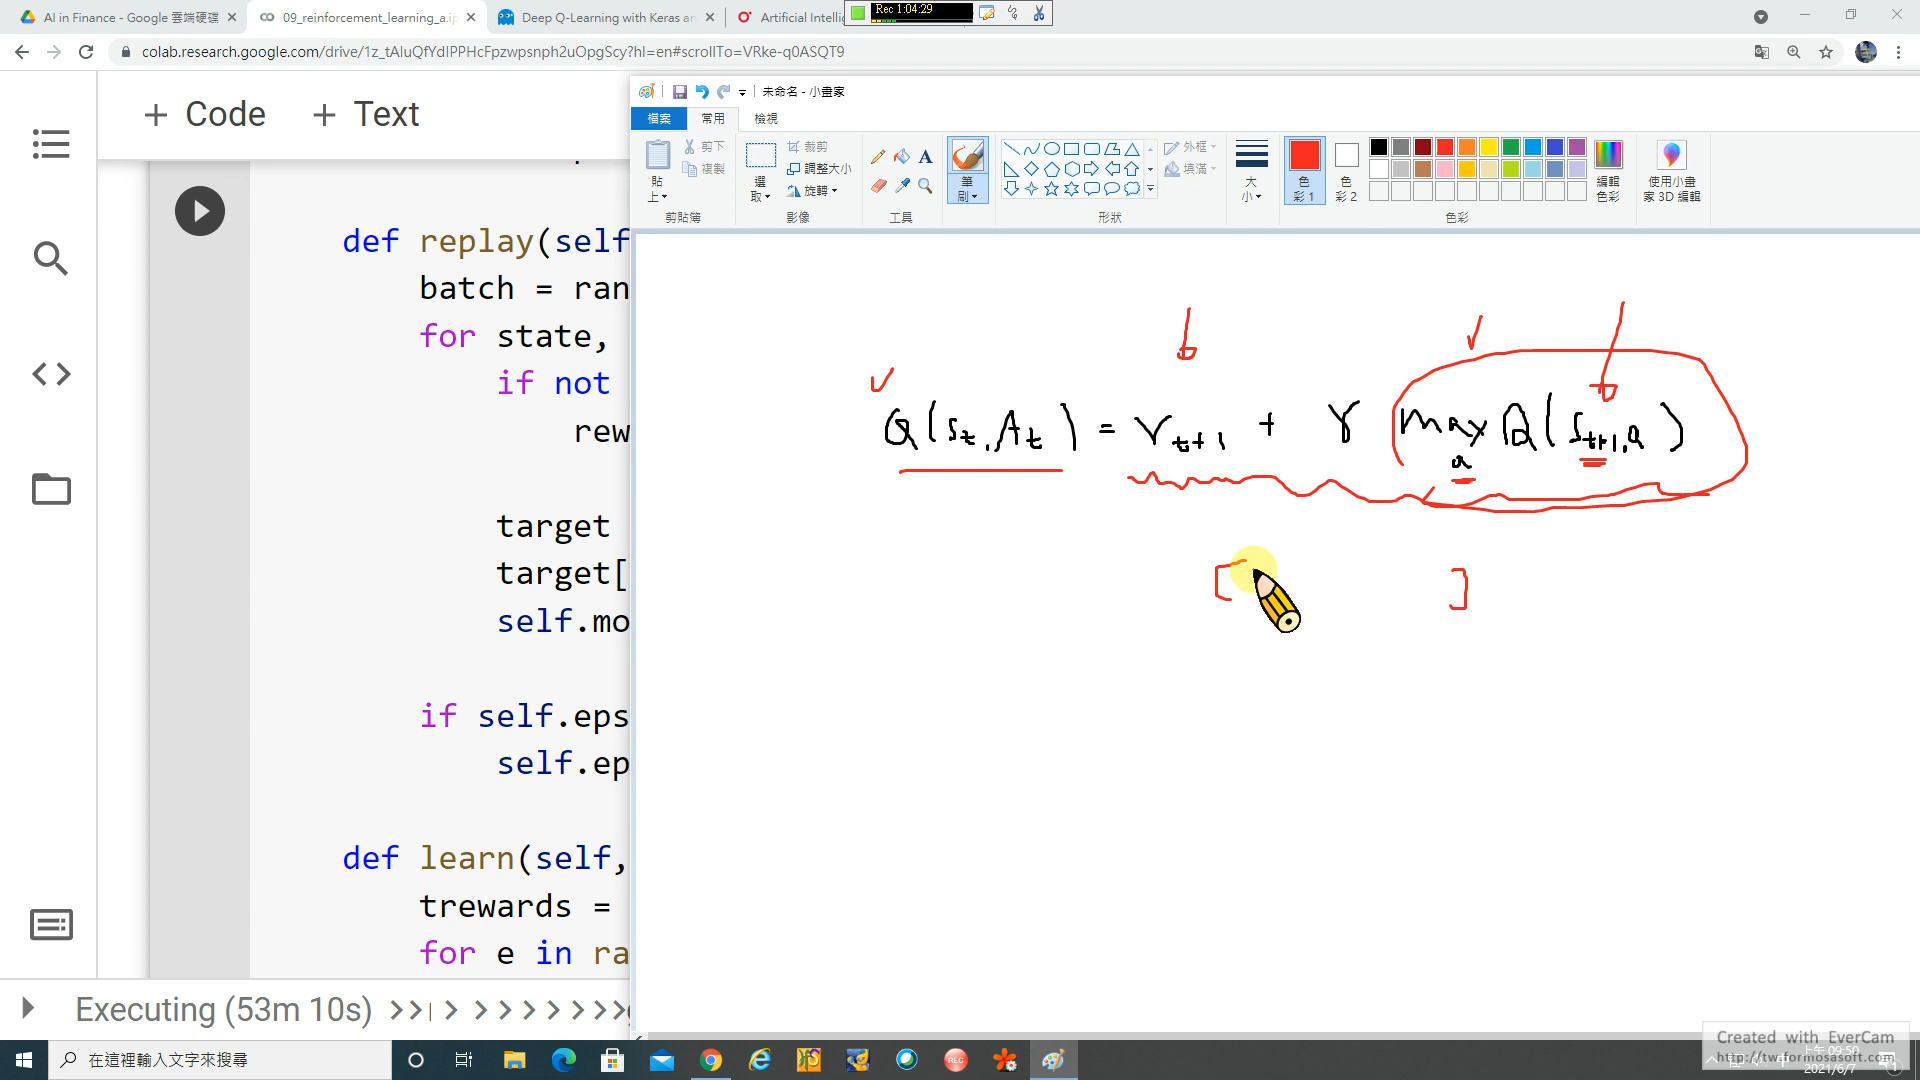 AI in Finance - Google 雲端硬碟
09_reinforcement_learning_a.ip
Deep Q-Learning with Keras an
Artificial Intelli
Rec 1:04:29
colab.research.google.com/drive/1z_tAluQfYdIPPHcFpzwpsnph2uOpgScy?hl=en#scrollTo=VRke-q0ASQT9
+ Code + Text
未命名 - 小畫家
檔案 常用 檢視
貼上
剪下
複製
剪貼簿
選取
裁剪
調整大小
旋轉
影像
A
工具
筆刷
外框
填滿
形狀
大小
色彩 1
色彩 2
編輯色彩
色彩
使用小畫家 3D 編輯
def replay(self
batch = ran
for state,
if not
rew
target
target[
self.mo
if self.eps
self.ep
def learn(self,
trewards =
for e in ra
Q(St,At) = rt+1 + γ max a Q(St+1,a)
[ ]
Executing (53m 10s)
在這裡輸入文字來搜尋
REC
Created with EverCam
http://tw.formosasoft.com
上午 09:50
2021/6/7